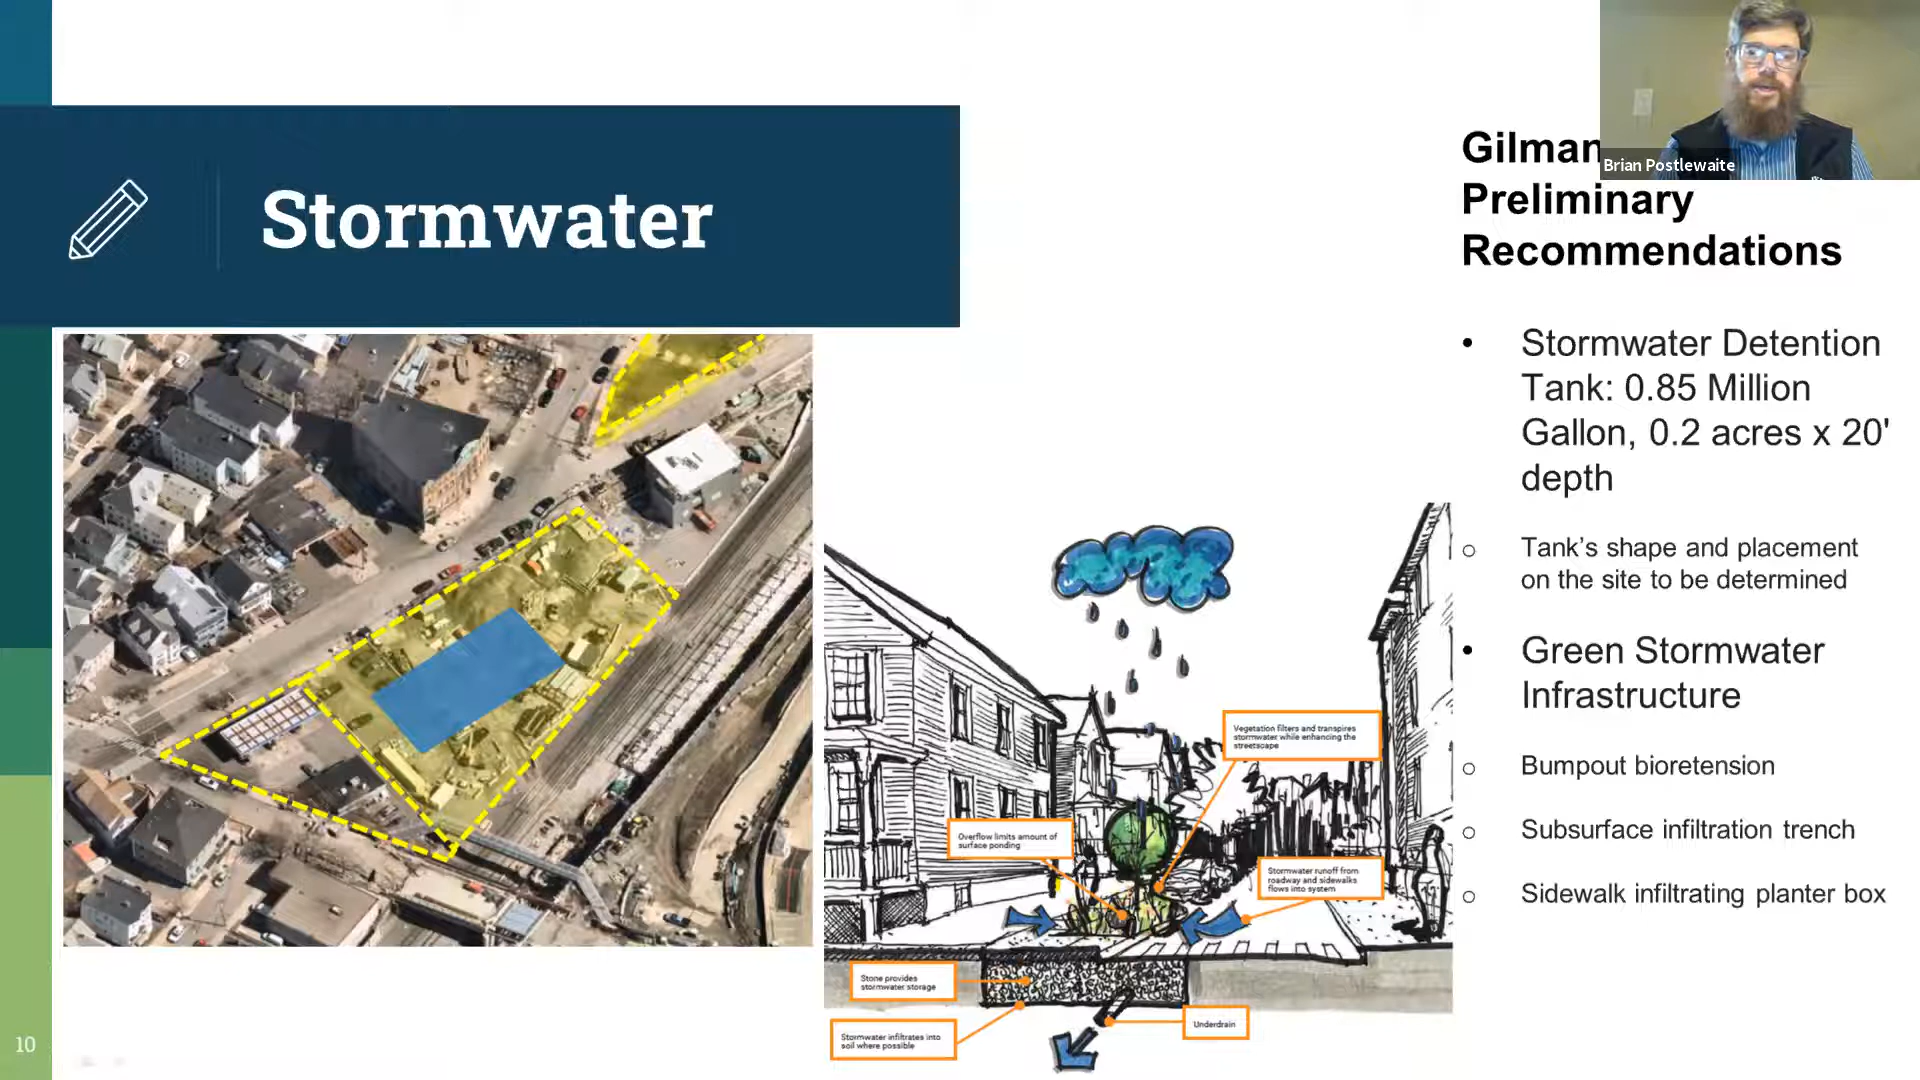 Stormwater
Brian Postlewaite
Gilman
Preliminary
Recommendations
• Stormwater Detention
Tank: 0.85 Million
Gallon, 0.2 acres x 20'
depth
○ Tank’s shape and placement
on the site to be determined
• Green Stormwater
Infrastructure
○ Bumpout bioretension
○ Subsurface infiltration trench
○ Sidewalk infiltrating planter box
Vegetation filters and transpires
stormwater while enhancing the
streetscape
Overflow limits amount of
surface ponding
Stormwater runoff from
roadway and sidewalks
flows into system
Stone provides
stormwater storage
Stormwater infiltrates into
soil where possible
Underdrain
10